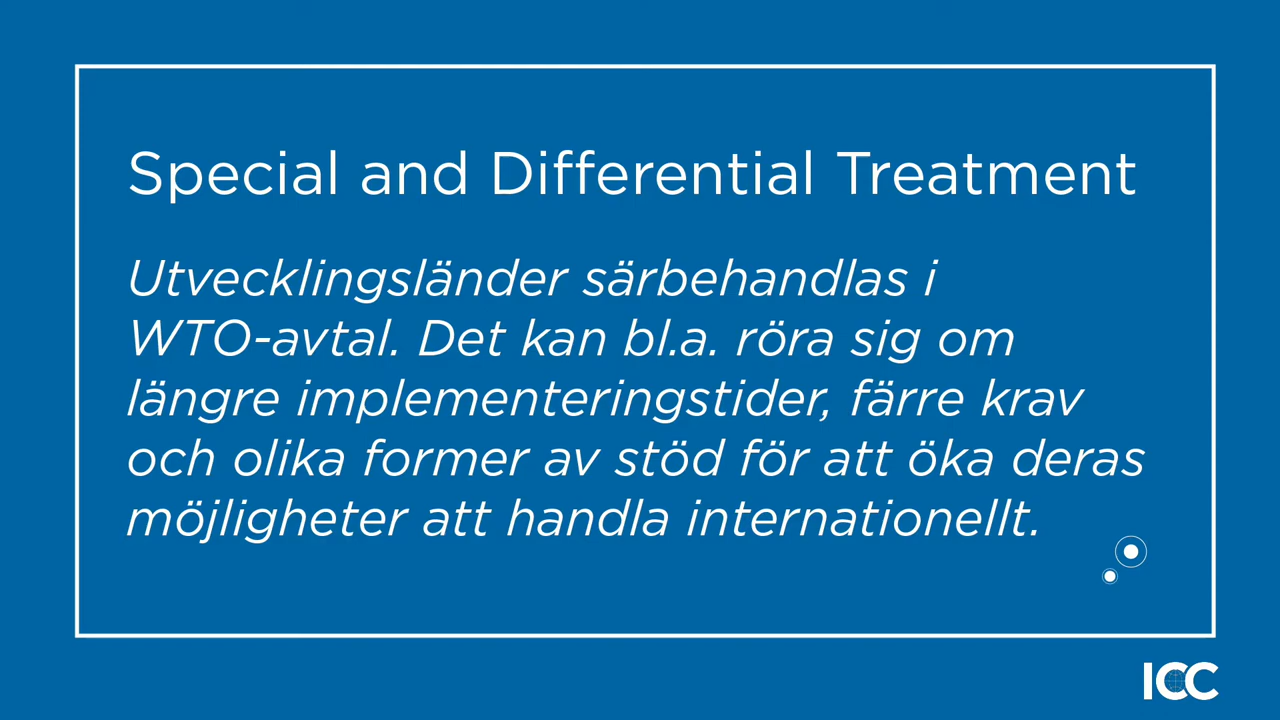 Special and Differential Treatment
Utvecklingsländer särbehandlas i
WTO-avtal. Det kan bl.a. röra sig om
längre implementeringstider, färre krav
och olika former av stöd för att öka deras
möjligheter att handla internationellt.
ICC